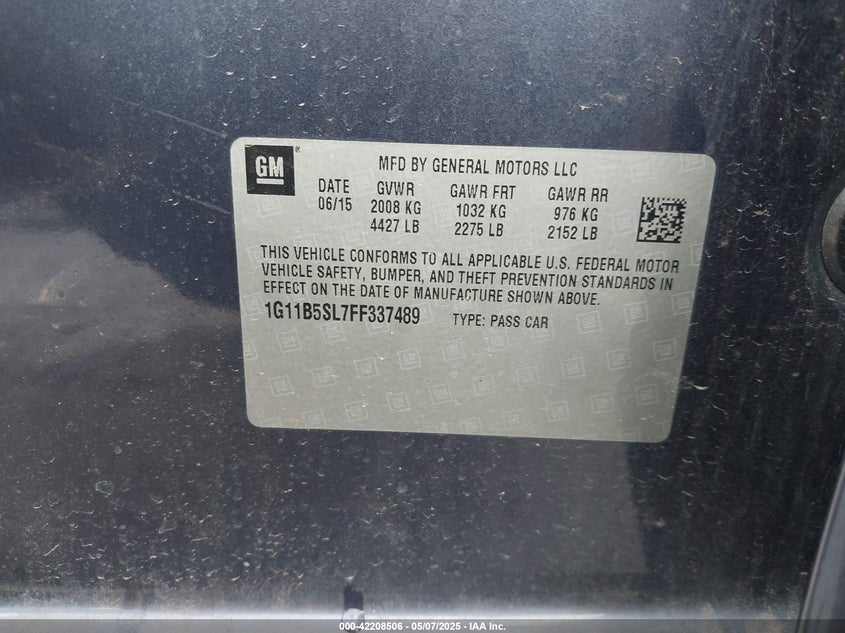 GM ®
MFD BY GENERAL MOTORS LLC
DATE GVWR GAWR FRT GAWR RR
06/15 2008 KG 1032 KG 976 KG
4427 LB 2275 LB 2152 LB
THIS VEHICLE CONFORMS TO ALL APPLICABLE U.S. FEDERAL MOTOR
VEHICLE SAFETY, BUMPER, AND THEFT PREVENTION STANDARDS IN
EFFECT ON THE DATE OF MANUFACTURE SHOWN ABOVE.
1G11B5SL7FF337489 TYPE: PASS CAR
000-42208506 — 05/07/2025 — IAA Inc.